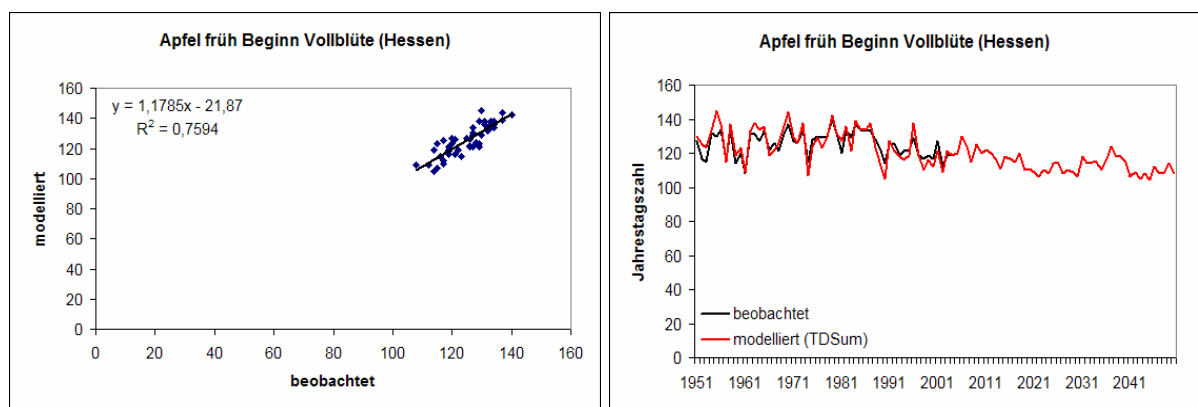 Apfel früh Beginn Vollblüte (Hessen)
y = 1,1785x - 21,87
R² = 0,7594
modelliert
160
140
120
100
80
60
40
20
0
0 20 40 60 80 100 120 140 160
beobachtet
Apfel früh Beginn Vollblüte (Hessen)
Jahrestagszahl
160
140
120
100
80
60
40
20
0
beobachtet
modelliert (TDSum)
1951 1961 1971 1981 1991 2001 2011 2021 2031 2041